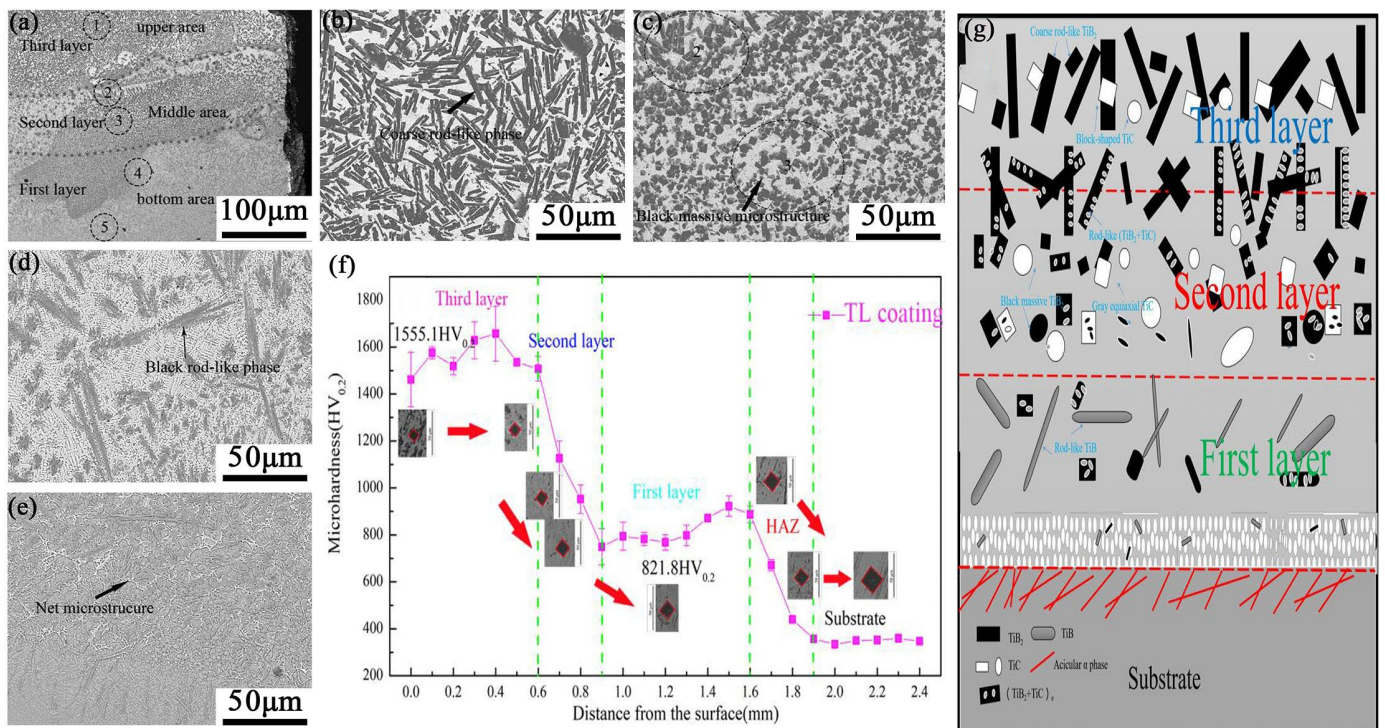 (a)
1
upper area
Third layer
2
Middle area
Second layer
3
4
First layer
bottom area
5
100μm
(b)
Coarse rod-like phase
50μm
(c)
2
3
Black massive microstructure
50μm
(d)
Black rod-like phase
50μm
(e)
Net microstrucure
50μm
(f)
Microhardness(HV0.2)
1800
1600
1400
1200
1000
800
600
400
200
0.0 0.2 0.4 0.6 0.8 1.0 1.2 1.4 1.6 1.8 2.0 2.2 2.4
Distance from the surface(mm)
Third layer
1555.1HV0.2
Second layer
TL coating
First layer
821.8HV0.2
HAZ
Substrate
(g)
Coarse rod-like TiB2
Block-shaped TiC
Third layer
Rod-like (TiB2+TiC)
Black massive TiB
Gray equiaxial TiC
Second layer
Rod-like TiB
First layer
TiB2
TiB
TiC
Acicular α phase
(TiB2+TiC)e
Substrate